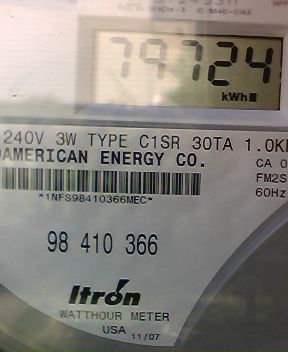 79724
kWh
240V 3W TYPE C1SR 30TA 1.0K
AMERICAN ENERGY CO.
CA 0
FM2S
60Hz
*1NFS98410366MEC*
98 410 366
Itron
WATTHOUR METER
USA 11/07